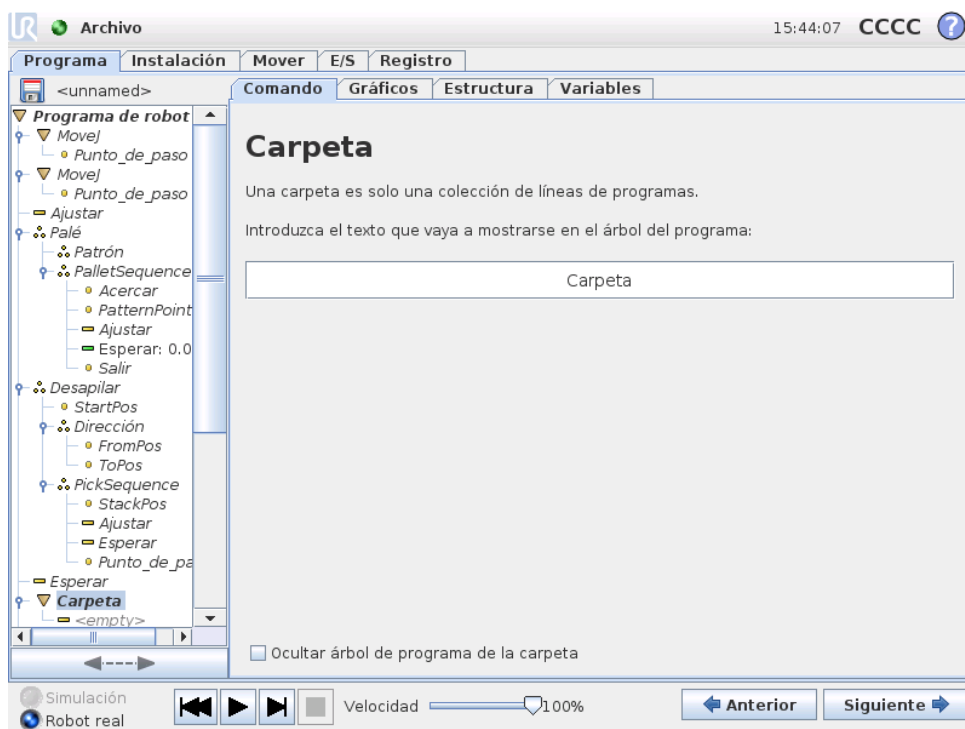 UR Archivo 15:44:07 CCCC ?
Programa Instalación Mover E/S Registro
<unnamed>
Comando Gráficos Estructura Variables
Programa de robot
MoveJ
Punto_de_paso
MoveJ
Punto_de_paso
Ajustar
Palé
Patrón
PalletSequence
Acercar
PatternPoint
Ajustar
Esperar: 0.0
Salir
Desapilar
StartPos
Dirección
FromPos
ToPos
PickSequence
StackPos
Ajustar
Esperar
Punto_de_pa
Esperar
Carpeta
<empty>
Carpeta
Una carpeta es solo una colección de líneas de programas.
Introduzca el texto que vaya a mostrarse en el árbol del programa:
Carpeta
Ocultar árbol de programa de la carpeta
Simulación
Robot real
Velocidad 100%
Anterior Siguiente